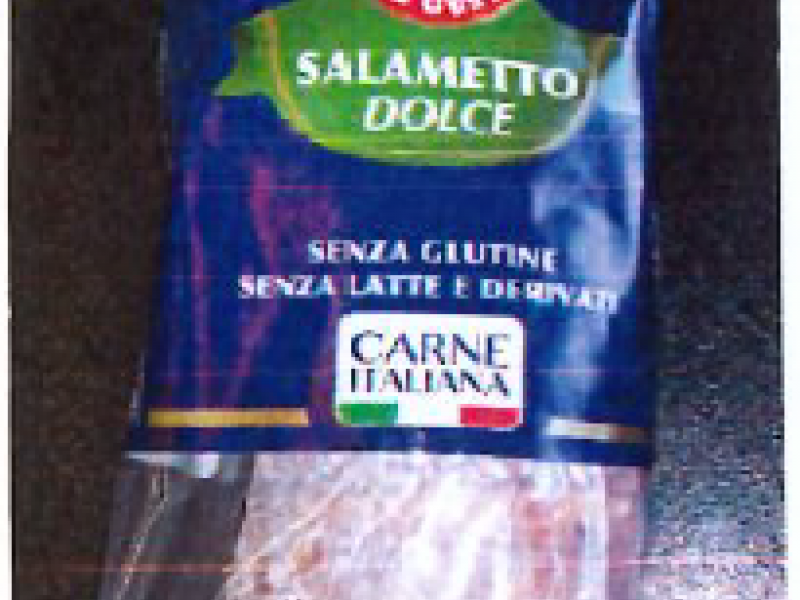 SALAMETTO
DOLCE
SENZA GLUTINE
SENZA LATTE E DERIVATI
CARNE
ITALIANA